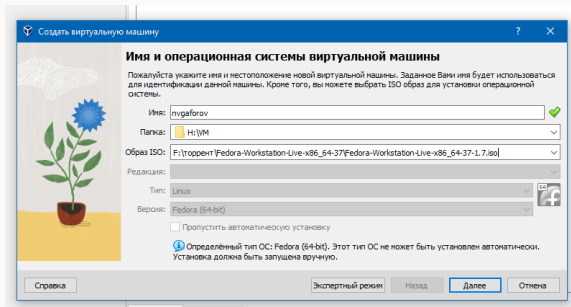 Создать виртуальную машину
Имя и операционная системы виртуальной машины
Пожалуйста укажите имя и местоположение новой виртуальной машины. Заданное Вами имя будет использоваться
для идентификации данной машины. Кроме того, вы можете выбрать ISO образ для установки операционной
системы.
Имя: nvgaforov
Папка: H:\VM
Образ ISO: F:\торрент\Fedora-Workstation-Live-x86_64-37\Fedora-Workstation-Live-x86_64-37-1.7.iso
Редакция:
Тип: Linux
Версия: Fedora (64-bit)
64
Пропустить автоматическую установку
Определённый тип ОС: Fedora (64-bit). Этот тип ОС не может быть установлен автоматически.
Установка должна быть запущена вручную.
Справка Экспертный режим Назад Далее Отмена